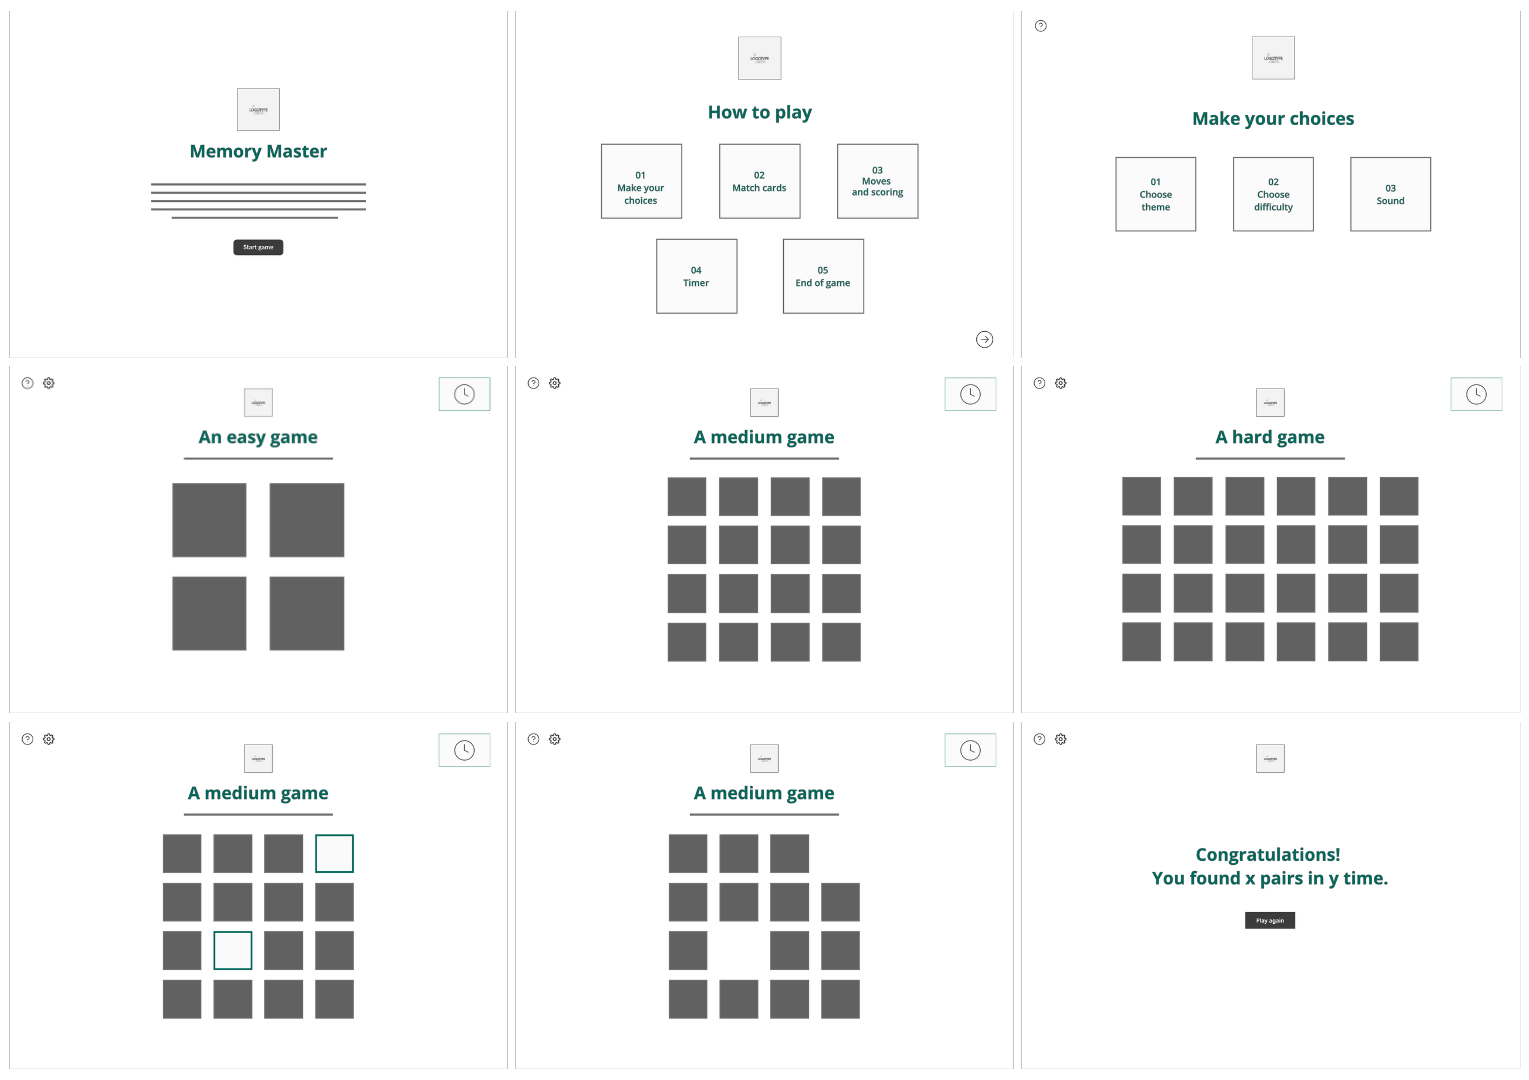 LOGOTYPE
Memory Master
Start game
LOGOTYPE
How to play
01
Make your
choices
02
Match cards
03
Moves
and scoring
04
Timer
05
End of game
?
LOGOTYPE
Make your choices
01
Choose
theme
02
Choose
difficulty
03
Sound
?
LOGOTYPE
An easy game
?
LOGOTYPE
A medium game
?
LOGOTYPE
A hard game
?
LOGOTYPE
A medium game
?
LOGOTYPE
A medium game
?
LOGOTYPE
Congratulations!
You found x pairs in y time.
Play again